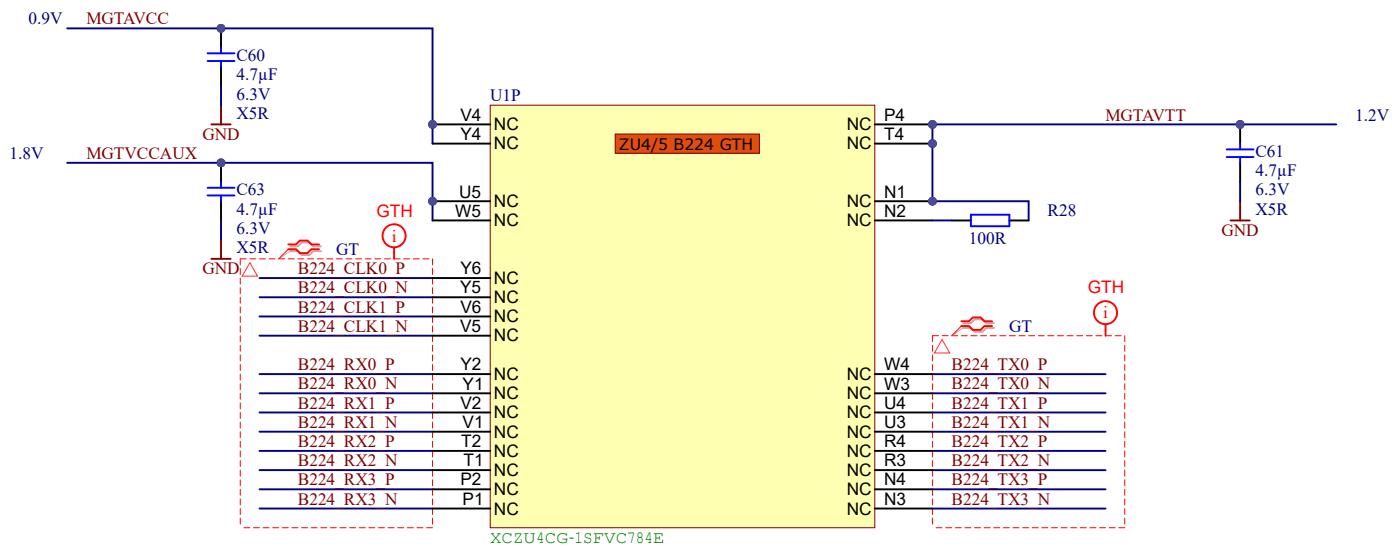 0.9V MGTAVCC
C60
4.7µF
6.3V
X5R
GND
1.8V MGTVCCAUX
C63
4.7µF
6.3V
X5R
GND
U1P
ZU4/5 B224 GTH
V4 NC
Y4 NC
U5 NC
W5 NC
GTH
i
GT
B224 CLK0 P Y6 NC
B224 CLK0 N Y5 NC
B224 CLK1 P V6 NC
B224 CLK1 N V5 NC
B224 RX0 P Y2 NC
B224 RX0 N Y1 NC
B224 RX1 P V2 NC
B224 RX1 N V1 NC
B224 RX2 P T2 NC
B224 RX2 N T1 NC
B224 RX3 P P2 NC
B224 RX3 N P1 NC
NC P4 MGTAVTT 1.2V
NC T4
C61
4.7µF
6.3V
X5R
GND
NC N1
NC N2
R28
100R
GTH
i
GT
NC W4 B224 TX0 P
NC W3 B224 TX0 N
NC U4 B224 TX1 P
NC U3 B224 TX1 N
NC R4 B224 TX2 P
NC R3 B224 TX2 N
NC N4 B224 TX3 P
NC N3 B224 TX3 N
XCZU4CG-1SFVC784E